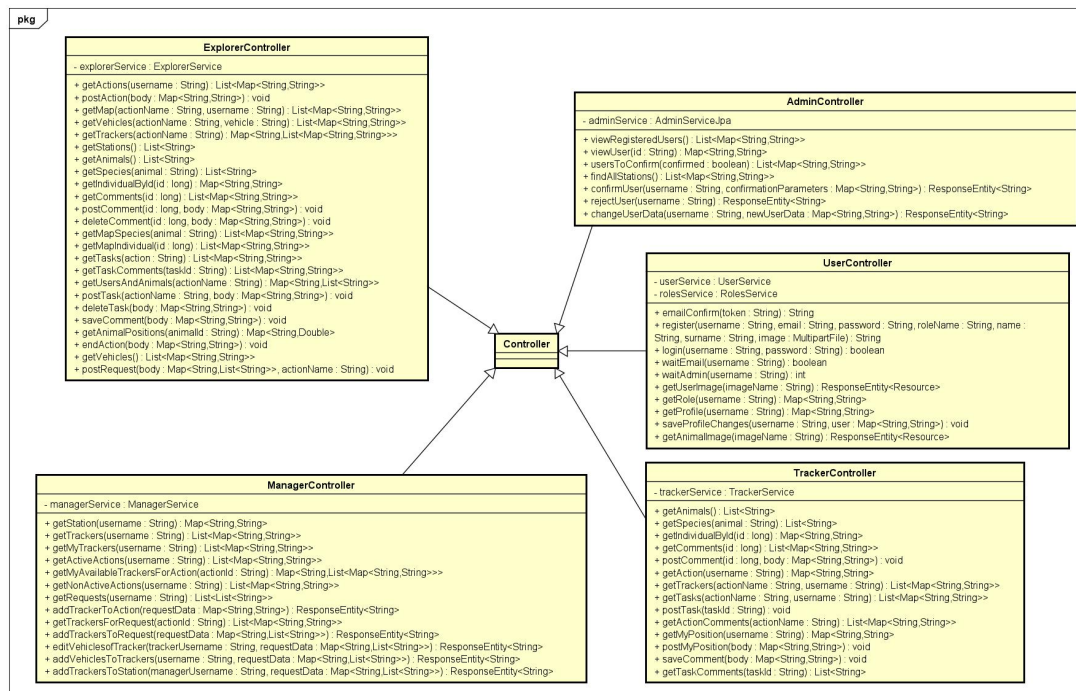 pkg
ExplorerController
- explorerService : ExplorerService
+ getActions(username : String) : List<Map<String,String>>
+ postAction(body : Map<String,String>) : void
+ getMap(actionName : String, username : String) : List<Map<String,String>>
+ getVehicles(actionName : String, vehicle : String) : List<Map<String,String>>
+ getTrackers(actionName : String) : Map<String,List<Map<String,String>>>
+ getStations() : List<String>
+ getAnimals() : List<String>
+ getSpecies(animal : String) : List<String>
+ getIndividualById(id : long) : Map<String,String>
+ getComments(id : long) : List<Map<String,String>>
+ postComment(id : long, body : Map<String,String>) : void
+ deleteComment(id : long, body : Map<String,String>) : void
+ getMapSpecies(animal : String) : List<Map<String,String>>
+ getMapIndividual(id : long) : List<Map<String,String>>
+ getTasks(action : String) : List<Map<String,String>>
+ getTaskComments(taskId : String) : List<Map<String,String>>
+ getUsersAndAnimals(actionName : String) : Map<String,List<String>>
+ postTask(actionName : String, body : Map<String,String>) : void
+ deleteTask(body : Map<String,String>) : void
+ saveComment(body : Map<String,String>) : void
+ getAnimalPositions(animalId : String) : Map<String,Double>
+ endAction(body : Map<String,String>) : void
+ getVehicles() : List<Map<String,String>>
+ postRequest(body : Map<String,List<String>>, actionName : String) : void
AdminController
- adminService : AdminServiceJpa
+ viewRegisteredUsers() : List<Map<String,String>>
+ viewUser(id : String) : Map<String,String>
+ usersToConfirm(confirmed : boolean) : List<Map<String,String>>
+ findAllStations() : List<Map<String,String>>
+ confirmUser(username : String, confirmationParameters : Map<String,String>) : ResponseEntity<String>
+ rejectUser(username : String) : ResponseEntity<String>
+ changeUserData(username : String, newUserData : Map<String,String>) : ResponseEntity<String>
UserController
- userService : UserService
- rolesService : RolesService
+ emailConfirm(token : String) : String
+ register(username : String, email : String, password : String, roleName : String, name :
String, surname : String, image : MultipartFile) : String
+ login(username : String, password : String) : boolean
+ waitEmail(username : String) : boolean
+ waitAdmin(username : String) : int
+ getUserImage(imageName : String) : ResponseEntity<Resource>
+ getRole(username : String) : Map<String,String>
+ getProfile(username : String) : Map<String,String>
+ saveProfileChanges(username : String, user : Map<String,String>) : void
+ getAnimalImage(imageName : String) : ResponseEntity<Resource>
Controller
ManagerController
- managerService : ManagerService
+ getStation(username : String) : Map<String,String>
+ getTrackers(username : String) : List<Map<String,String>>
+ getMyTrackers(username : String) : List<Map<String,String>>
+ getActiveActions(username : String) : List<Map<String,String>>
+ getMyAvailableTrackersForAction(actionId : String) : Map<String,List<Map<String,String>>>
+ getNonActiveActions(username : String) : List<Map<String,String>>
+ getRequests(username : String) : List<List<String>>
+ addTrackerToAction(requestData : Map<String,String>) : ResponseEntity<String>
+ getTrackersForRequest(actionId : String) : List<Map<String,String>>
+ addTrackersToRequest(requestData : Map<String,List<String>>) : ResponseEntity<String>
+ editVehiclesofTracker(trackerUsername : String, requestData : Map<String,List<String>>) : ResponseEntity<String>
+ addVehiclesToTrackers(username : String, requestData : Map<String,List<String>>) : ResponseEntity<String>
+ addTrackersToStation(managerUsername : String, requestData : Map<String,List<String>>) : ResponseEntity<String>
TrackerController
- trackerService : TrackerService
+ getAnimals() : List<String>
+ getSpecies(animal : String) : List<String>
+ getIndividualById(id : long) : Map<String,String>
+ getComments(id : long) : List<Map<String,String>>
+ postComment(id : long, body : Map<String,String>) : void
+ getAction(username : String) : Map<String,String>
+ getTrackers(actionName : String, username : String) : List<Map<String,String>>
+ getTasks(actionName : String, username : String) : List<Map<String,String>>
+ postTask(taskId : String) : void
+ getActionComments(actionName : String) : List<Map<String,String>>
+ getMyPosition(username : String) : Map<String,String>
+ postMyPosition(body : Map<String,String>) : void
+ saveComment(body : Map<String,String>) : void
+ getTaskComments(taskId : String) : List<String>